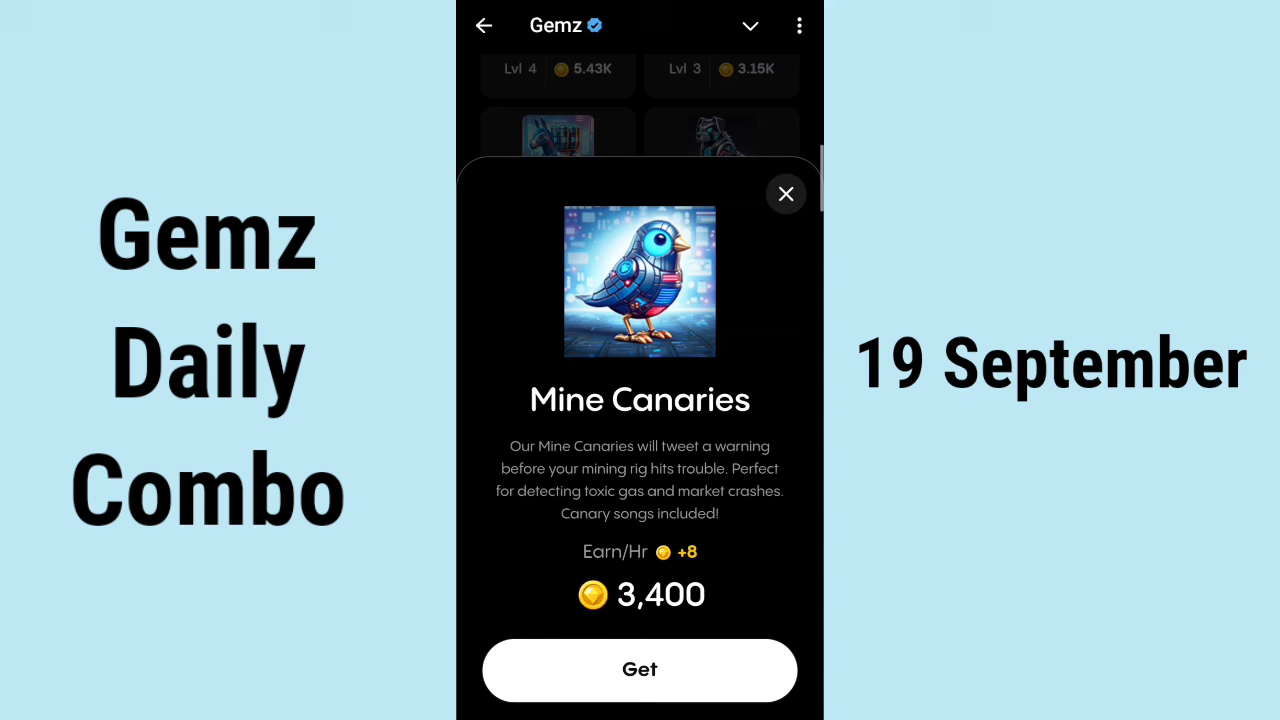 Gemz
Lvl 4 5.43K
Lvl 3 3.15K
Gemz
Daily
Combo
Mine Canaries
Our Mine Canaries will tweet a warning
before your mining rig hits trouble. Perfect
for detecting toxic gas and market crashes.
Canary songs included!
Earn/Hr +8
3,400
Get
19 September